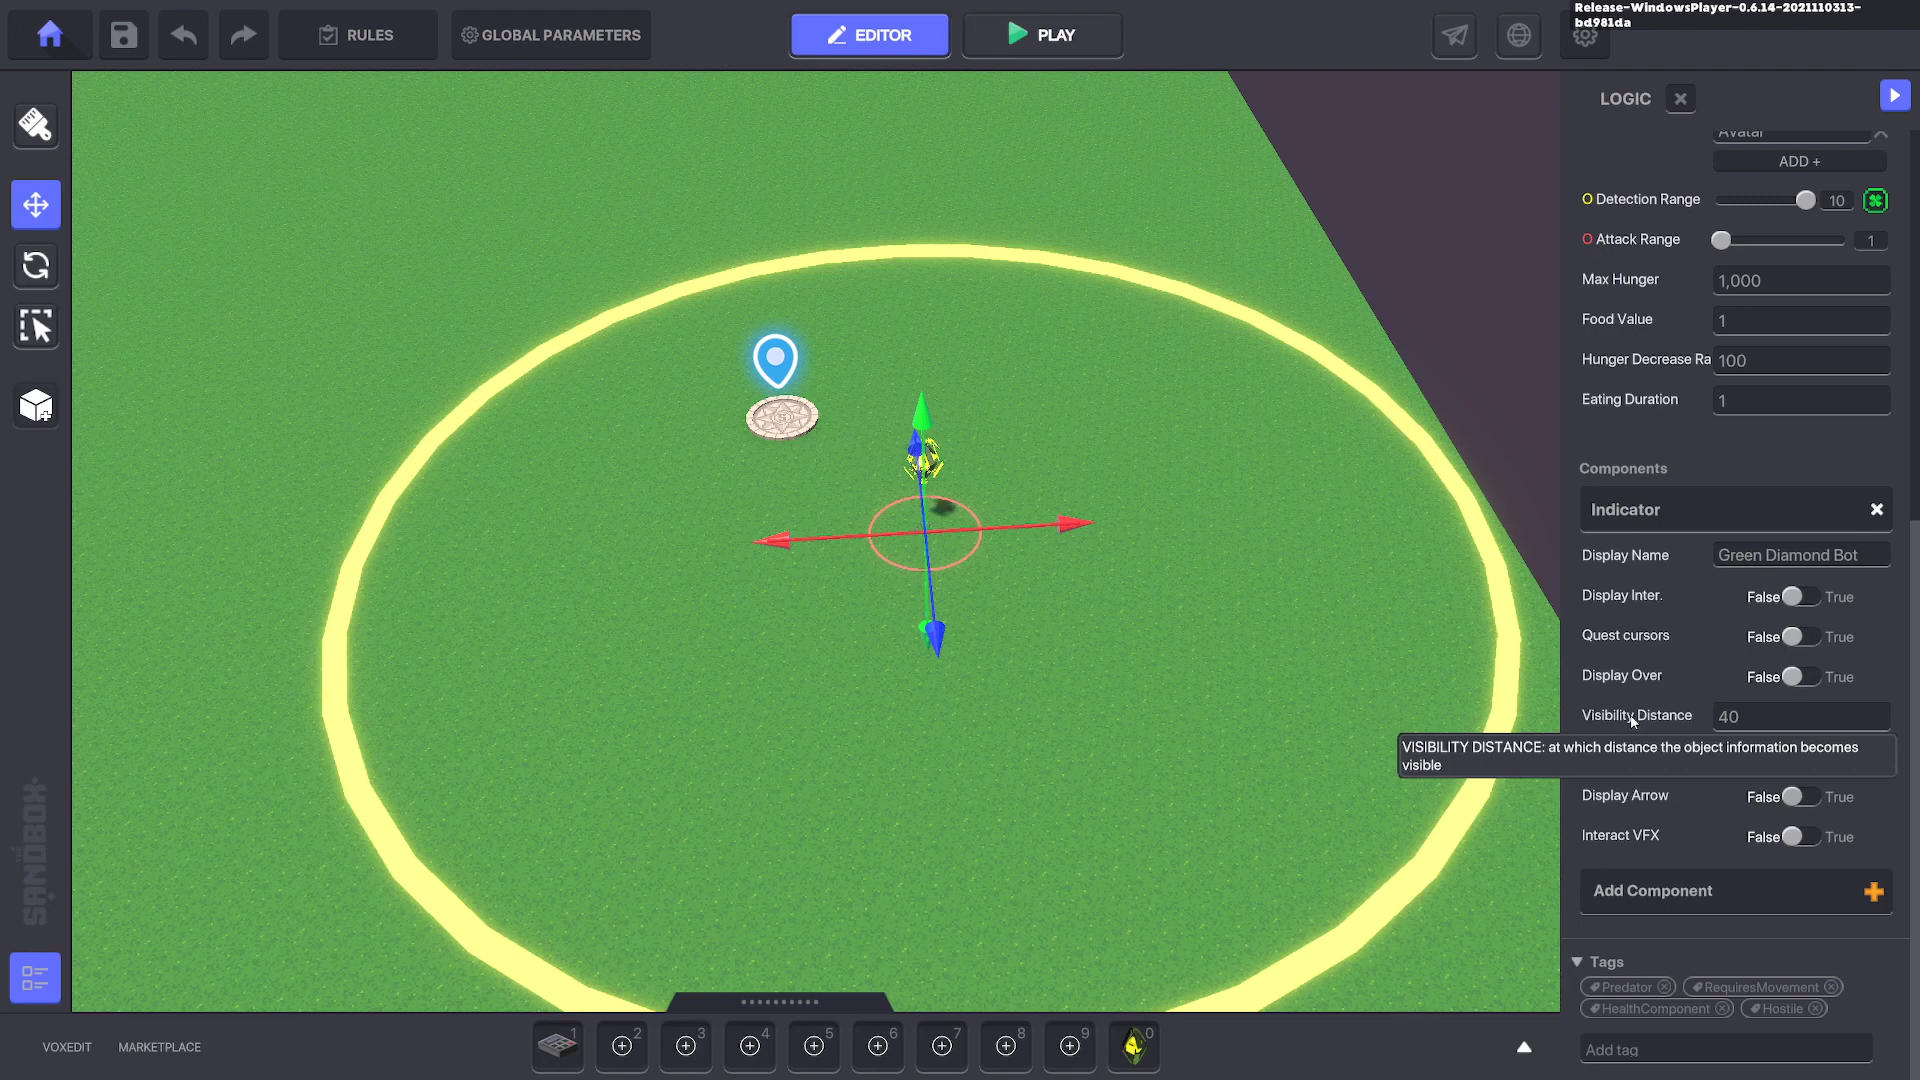 Release-WindowsPlayer-0.6.14-2021110313-
bd981da
RULES
GLOBAL PARAMETERS
EDITOR
PLAY
LOGIC
Avatar
ADD +
Detection Range 10
Attack Range 1
Max Hunger 1,000
Food Value 1
Hunger Decrease Ra 100
Eating Duration 1
Components
Indicator
Display Name Green Diamond Bot
Display Inter. False True
Quest cursors False True
Display Over False True
Visibility Distance 40
VISIBILITY DISTANCE: at which distance the object information becomes
visible
Display Arrow False True
Interact VFX False True
Add Component
Tags
Predator RequiresMovement
HealthComponent Hostile
Add tag
THE SANDBOX
VOXEDIT MARKETPLACE
1 2 3 4 5 6 7 8 9 0